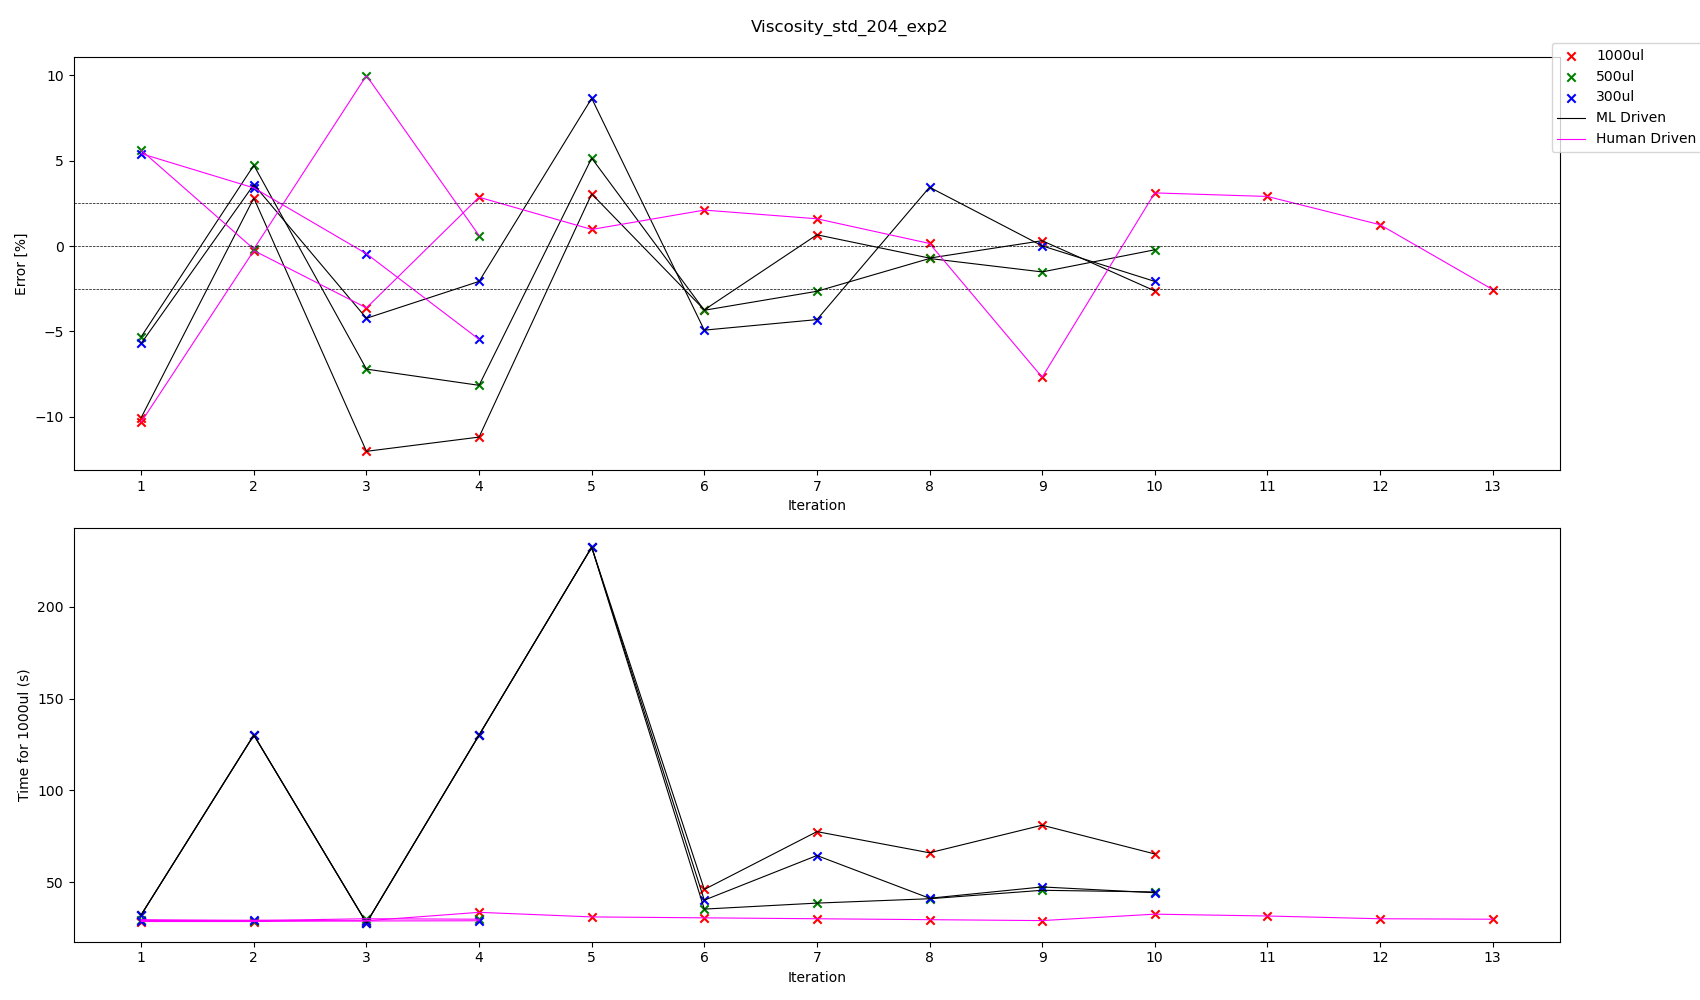 Viscosity_std_204_exp2
1000ul
500ul
300ul
ML Driven
Human Driven
Error [%]
10
5
0
−5
−10
1 2 3 4 5 6 7 8 9 10 11 12 13
Iteration
Time for 1000ul (s)
200
150
100
50
1 2 3 4 5 6 7 8 9 10 11 12 13
Iteration